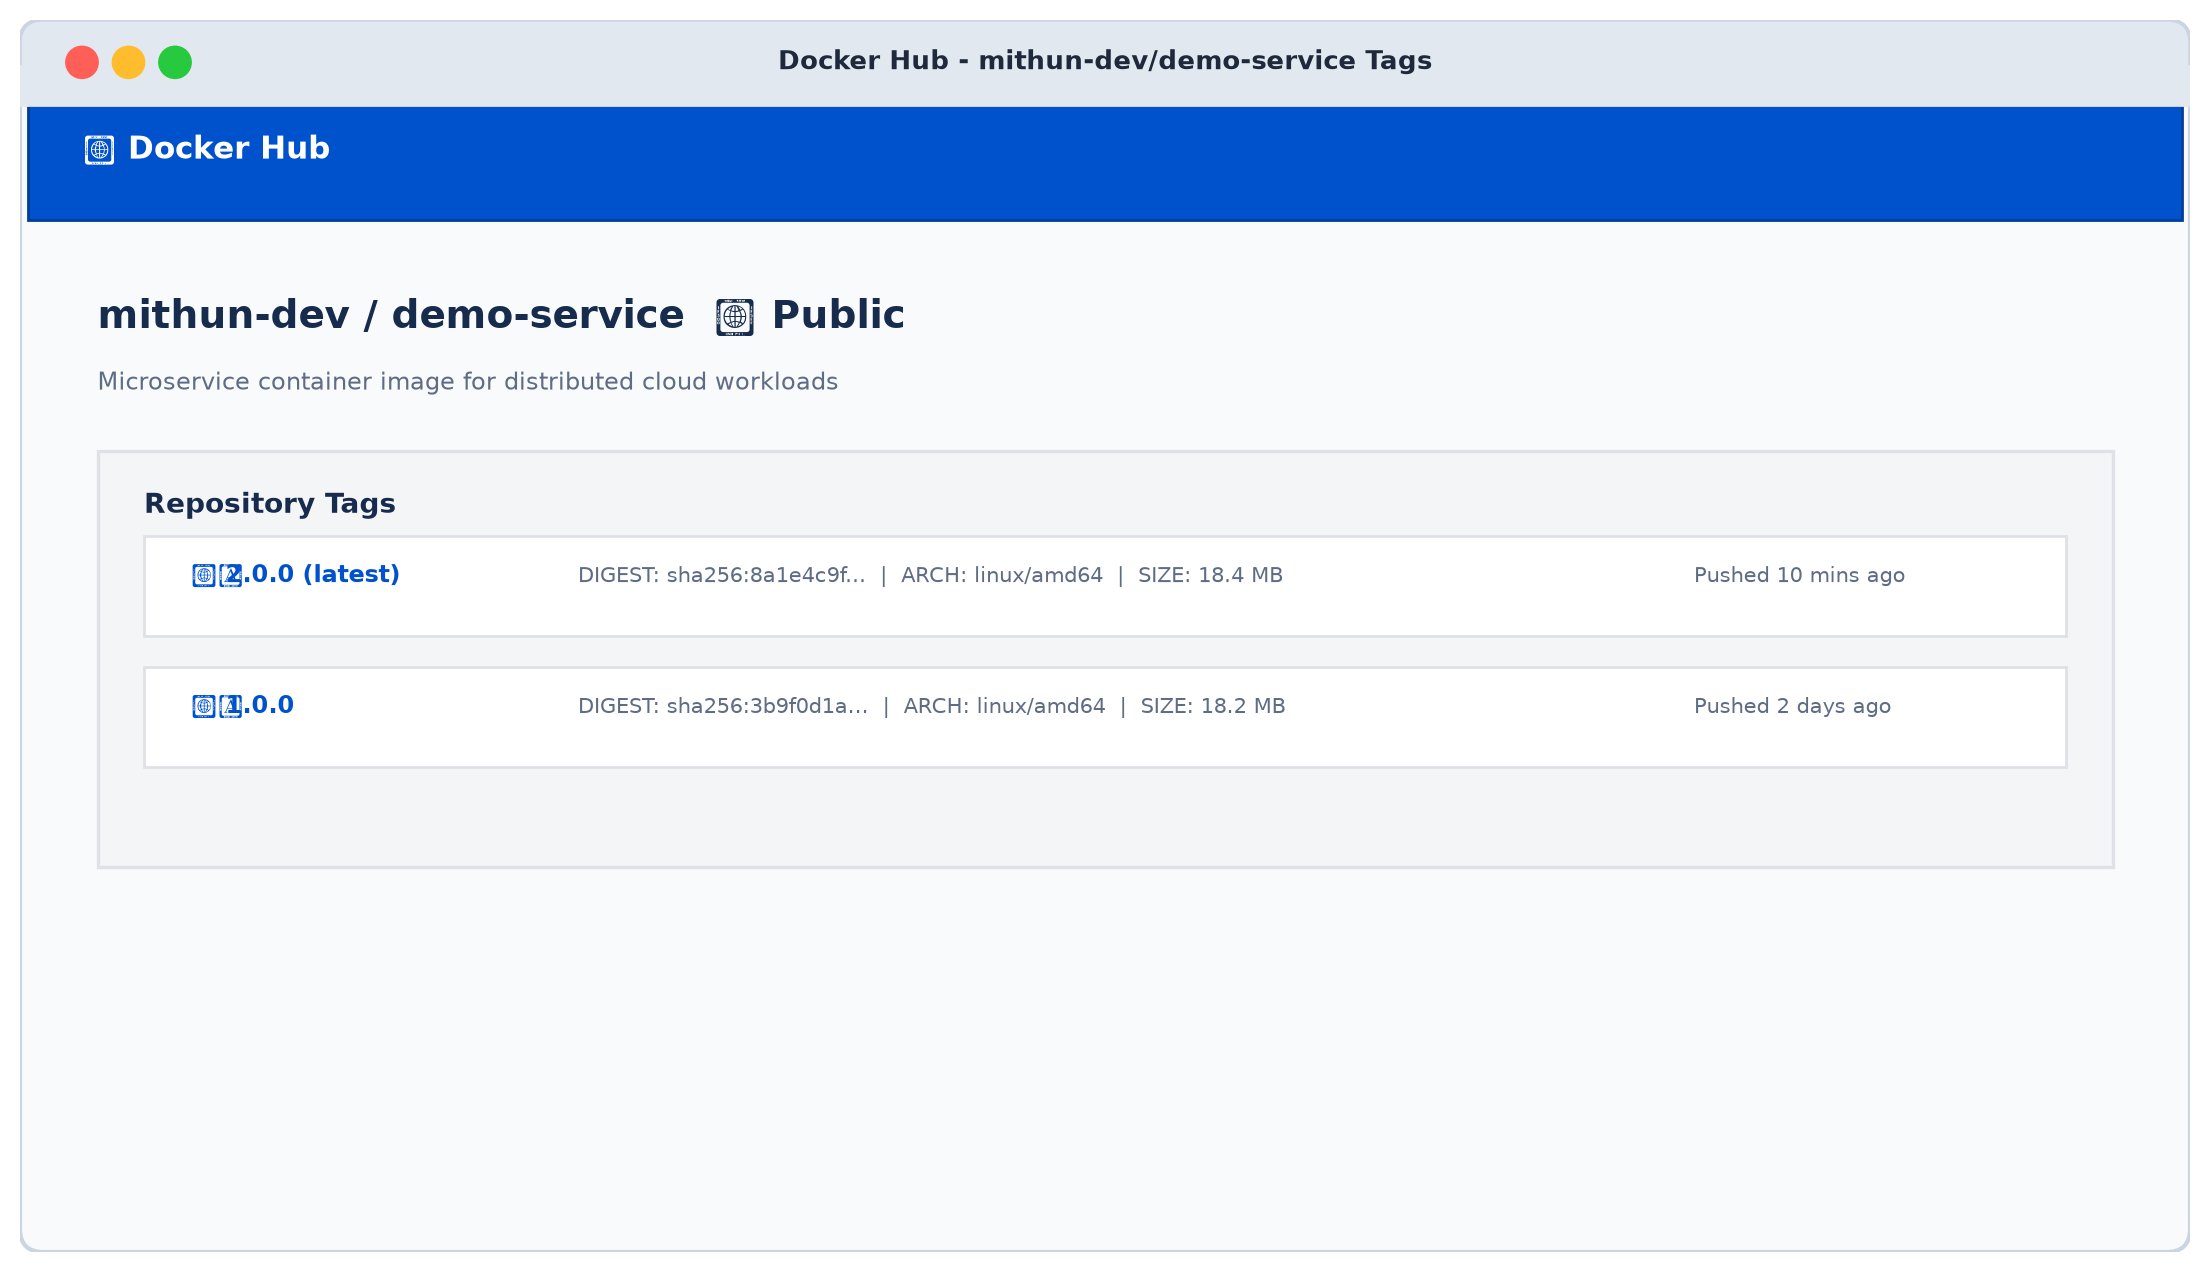 Docker Hub - mithun-dev/demo-service Tags
Docker Hub
mithun-dev / demo-service Public
Microservice container image for distributed cloud workloads
Repository Tags
2.0.0 (latest) DIGEST: sha256:8a1e4c9f... | ARCH: linux/amd64 | SIZE: 18.4 MB Pushed 10 mins ago
1.0.0 DIGEST: sha256:3b9f0d1a... | ARCH: linux/amd64 | SIZE: 18.2 MB Pushed 2 days ago